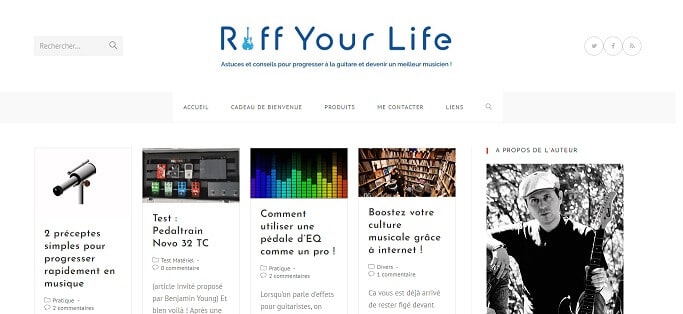 Rechercher...
Riff Your Life
Astuces et conseils pour progresser à la guitare et devenir un meilleur musicien !
ACCUEIL
CADEAU DE BIENVENUE
PRODUITS
ME CONTACTER
LIENS
2 préceptes
simples pour
progresser
rapidement en
musique
Pratique -
2 commentaires
Test :
Pedaltrain
Novo 32 TC
Test Matériel -
0 commentaire
(article invité proposé
par Benjamin Young) Et
bien voilà ! Après une
Comment
utiliser une
pédale d'EQ
comme un pro !
Pratique -
2 commentaires
Lorsqu'on parle d'effets
pour guitaristes, on
Boostez votre
culture
musicale grâce
à internet !
Divers -
1 commentaire
Ca vous est déjà arrivé
de rester figé devant
A PROPOS DE L'AUTEUR